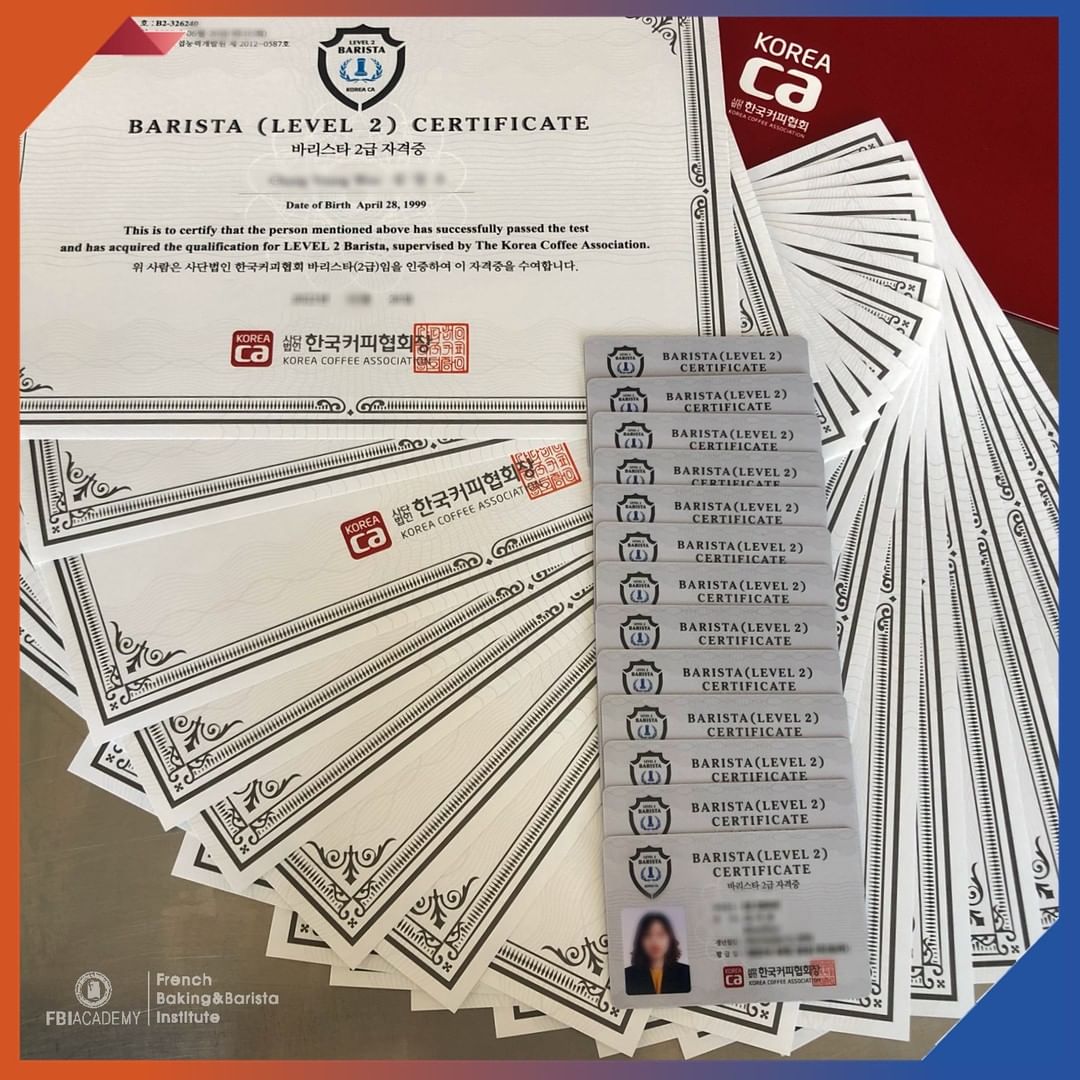 호 : B2-326240
제 2012-0587호
LEVEL 2
BARISTA
KOREA CA
BARISTA (LEVEL 2) CERTIFICATE
바리스타 2급 자격증
Date of Birth April 28, 1999
This is to certify that the person mentioned above has successfully passed the test
and has acquired the qualification for LEVEL 2 Barista, supervised by The Korea Coffee Association.
위 사람은 사단법인 한국커피협회 바리스타(2급)임을 인증하여 이 자격증을 수여합니다.
KOREA
ca
사단법인 한국커피협회장
KOREA COFFEE ASSOCIATION
KOREA
ca
사단법인 한국커피협회
KOREA COFFEE ASSOCIATION
KOREA
ca
사단법인 한국커피협회장
KOREA COFFEE ASSOCIAT
BARISTA(LEVEL 2)
CERTIFICATE
BARISTA(LEVEL 2)
CERTIFICATE
BARISTA(LEVEL 2)
CERTIFICATE
BARISTA(LEVEL 2)
CERTIFICATE
BARISTA(LEVEL 2)
CERTIFICATE
BARISTA(LEVEL 2)
CERTIFICATE
BARISTA(LEVEL 2)
CERTIFICATE
BARISTA(LEVEL 2)
CERTIFICATE
BARISTA(LEVEL 2)
CERTIFICATE
BARISTA(LEVEL 2)
CERTIFICATE
BARISTA(LEVEL 2)
CERTIFICATE
BARISTA(LEVEL 2)
CERTIFICATE
LEVEL 2
BARISTA
BARISTA(LEVEL 2)
CERTIFICATE
바리스타 2급 자격증
KOREA
ca
사단법인 한국커피협회장
KOREA COFFEE ASSOCIATION
FBIACADEMY
French
Baking&Barista
Institute